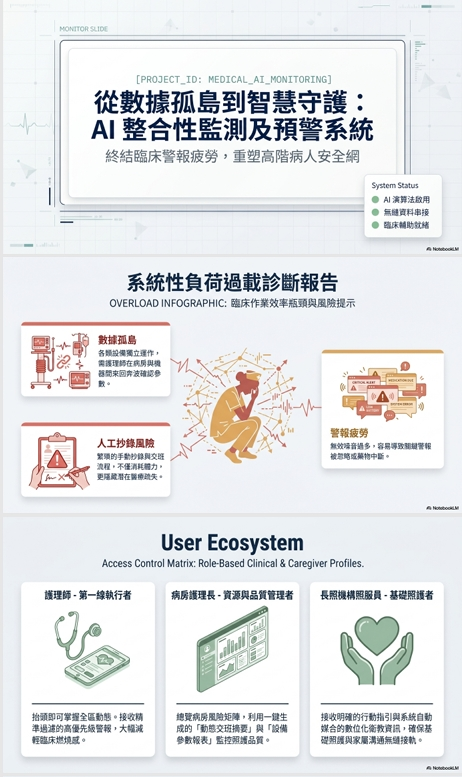 MONITOR SLIDE
[PROJECT_ID: MEDICAL_AI_MONITORING]
從數據孤島到智慧守護：
AI 整合性監測及預警系統
終結臨床警報疲勞，重塑高階病人安全網
System Status
AI 演算法啟用
無縫資料串接
臨床輔助就緒
NotebookLM
系統性負荷過載診斷報告
OVERLOAD INFOGRAPHIC: 臨床作業效率瓶頸與風險提示
數據孤島
各類設備獨立運作，
需護理師在病房與機
器間來回奔波確認參
數。
人工抄錄風險
繁瑣的手動抄錄與交班
流程，不僅消耗體力，
更隱藏潛在醫療疏失。
CRITICAL ALERT
警報疲勞
無效噪音過多，容易導致關鍵警報
被忽略或藥物中斷。
NotebookLM
User Ecosystem
Access Control Matrix: Role-Based Clinical & Caregiver Profiles.
護理師 - 第一線執行者
抬頭即可掌握全區動態。接收精
準過濾的高優先級警報，大幅減
輕臨床燃燒感。
病房護理長 - 資源與品質管理者
總覽病房風險矩陣，利用一鍵生
成的「動態交班摘要」與「設備
參數報表」監控照護品質。
長照機構照服員 - 基礎照護者
接收明確的行動指引與系統自動
媒合的數位化衛教資訊，確保基
礎照護與家屬溝通無縫接軌。
NotebookLM